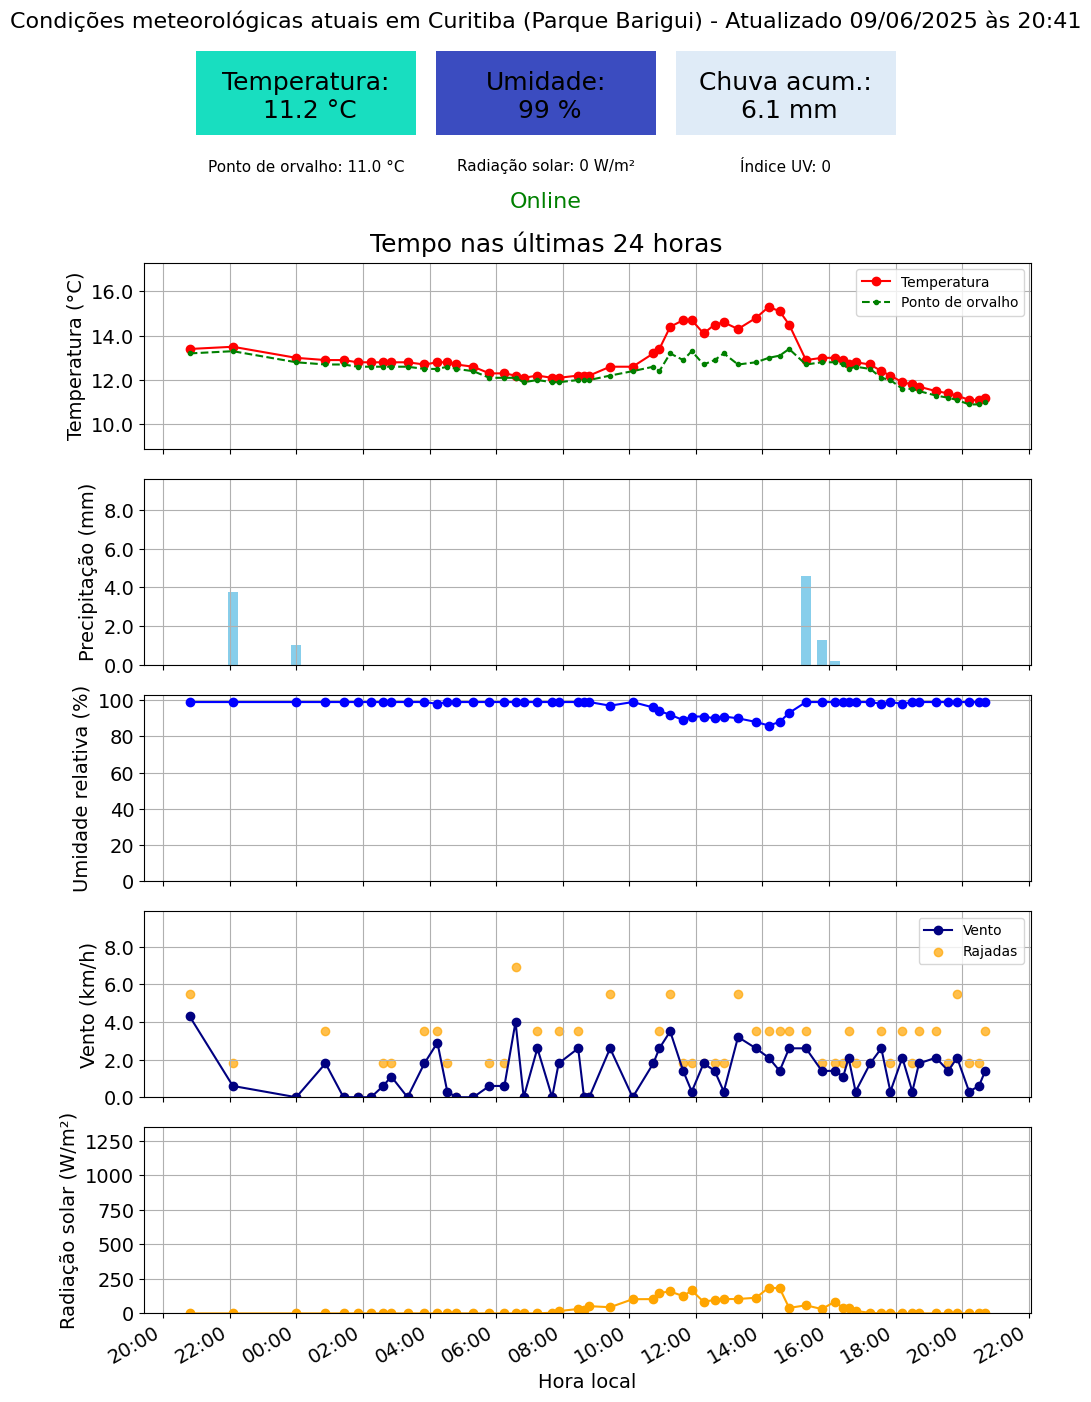 Condições meteorológicas atuais em Curitiba (Parque Barigui) - Atualizado 09/06/2025 às 20:41
Temperatura:
11.2 °C
Umidade:
99 %
Chuva acum.:
6.1 mm
Ponto de orvalho: 11.0 °C
Radiação solar: 0 W/m²
Índice UV: 0
Online
Tempo nas últimas 24 horas
Temperatura (°C)
16.0
14.0
12.0
10.0
Temperatura
Ponto de orvalho
Precipitação (mm)
8.0
6.0
4.0
2.0
0.0
Umidade relativa (%)
100
80
60
40
20
0
Vento (km/h)
8.0
6.0
4.0
2.0
0.0
Vento
Rajadas
Radiação solar (W/m²)
1250
1000
750
500
250
0
20:00
22:00
00:00
02:00
04:00
06:00
08:00
10:00
12:00
14:00
16:00
18:00
20:00
22:00
Hora local